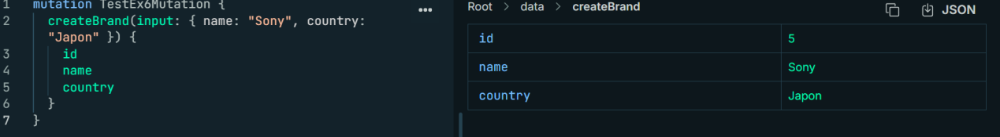 1 mutation TestEx6Mutation {
2 createBrand(input: { name: "Sony", country:
"Japon" }) {
3 id
4 name
5 country
6 }
7 }
Root > data > createBrand
JSON
id 5
name Sony
country Japon